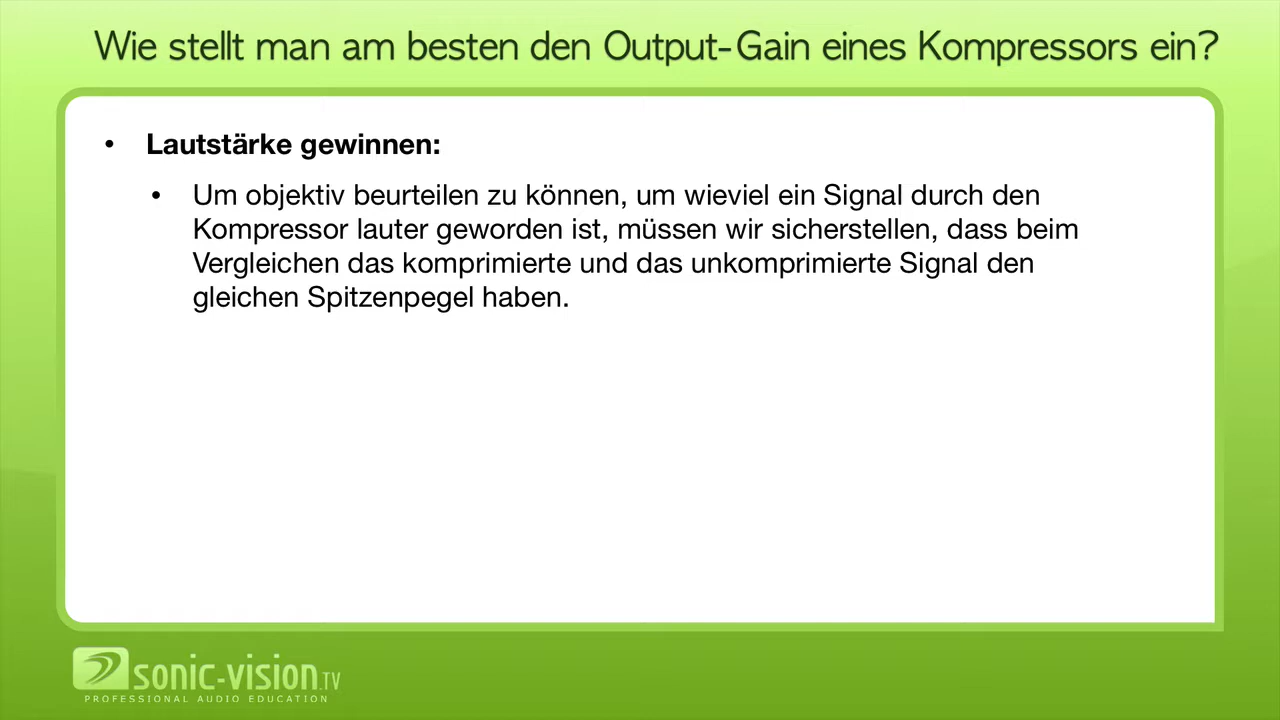 Wie stellt man am besten den Output-Gain eines Kompressors ein?
• Lautstärke gewinnen:
• Um objektiv beurteilen zu können, um wieviel ein Signal durch den
Kompressor lauter geworden ist, müssen wir sicherstellen, dass beim
Vergleichen das komprimierte und das unkomprimierte Signal den
gleichen Spitzenpegel haben.
sonic-vision.TV
PROFESSIONAL AUDIO EDUCATION